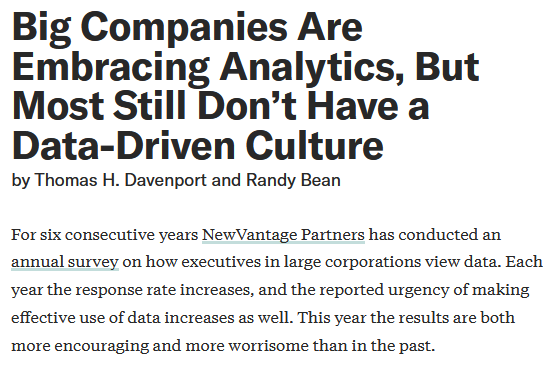 Big Companies Are
Embracing Analytics, But
Most Still Don’t Have a
Data-Driven Culture
by Thomas H. Davenport and Randy Bean
For six consecutive years NewVantage Partners has conducted an
annual survey on how executives in large corporations view data. Each
year the response rate increases, and the reported urgency of making
effective use of data increases as well. This year the results are both
more encouraging and more worrisome than in the past.